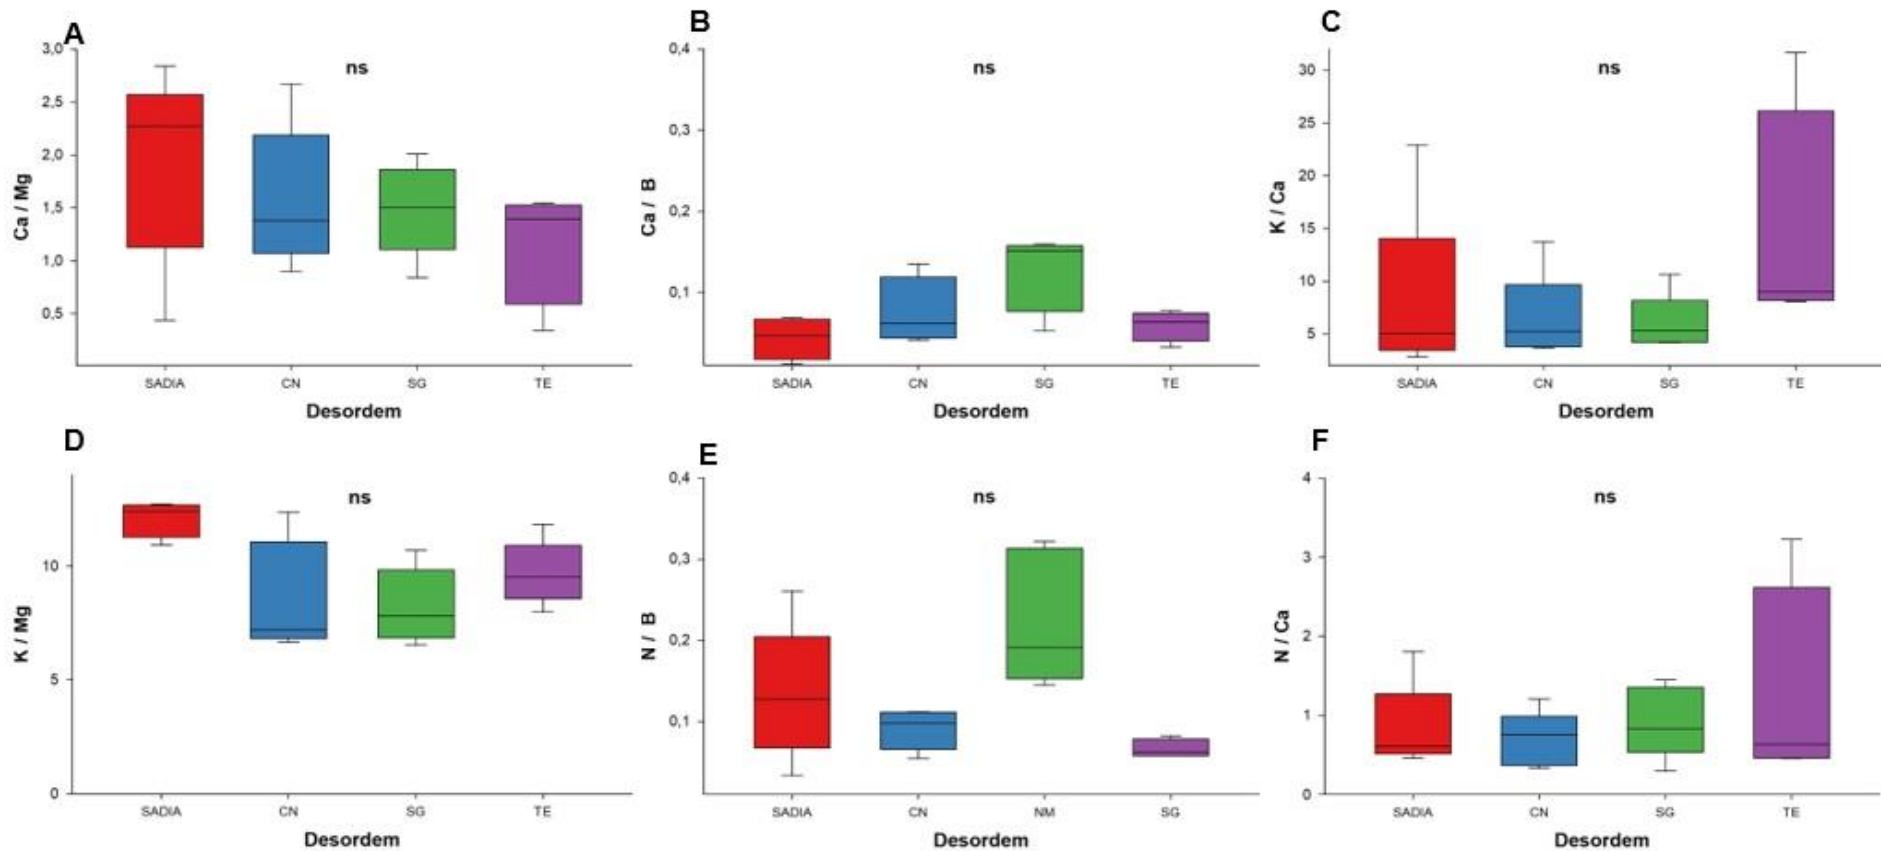 A
3,0
2,5
2,0
1,5
1,0
0,5
Ca / Mg
ns
SADIA CN SG TE
Desordem
B
0,4
0,3
0,2
0,1
Ca / B
ns
SADIA CN SG TE
Desordem
C
30
25
20
15
10
5
K / Ca
ns
SADIA CN SG TE
Desordem
D
10
5
0
K / Mg
ns
SADIA CN SG TE
Desordem
E
0,4
0,3
0,2
0,1
N / B
ns
SADIA CN NM SG
Desordem
F
4
3
2
1
0
N / Ca
ns
SADIA CN SG TE
Desordem